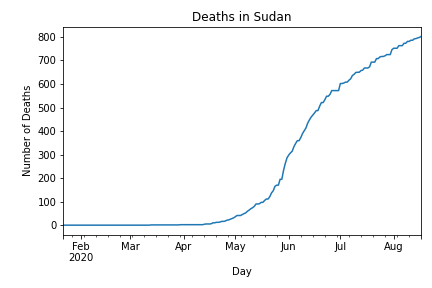 Deaths in Sudan
Number of Deaths
800
700
600
500
400
300
200
100
0
Feb
2020
Mar
Apr
May
Jun
Jul
Aug
Day